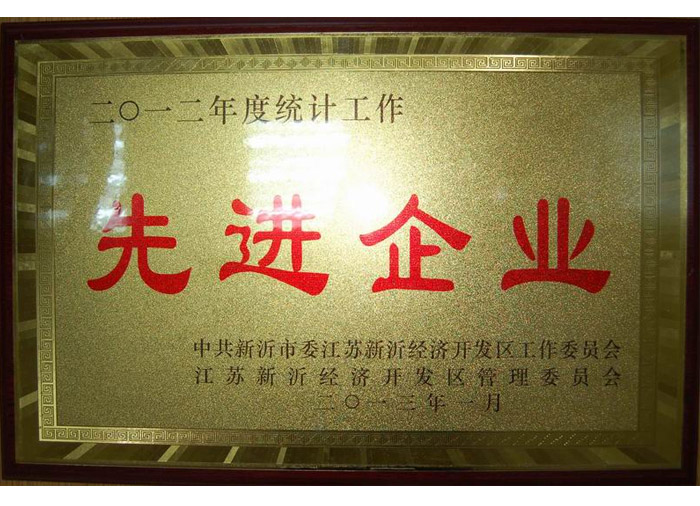 二〇一二年度统计工作
先进企业
中共新沂市委江苏新沂经济开发区工作委员会
江苏新沂经济开发区管理委员会
二〇一三年一月